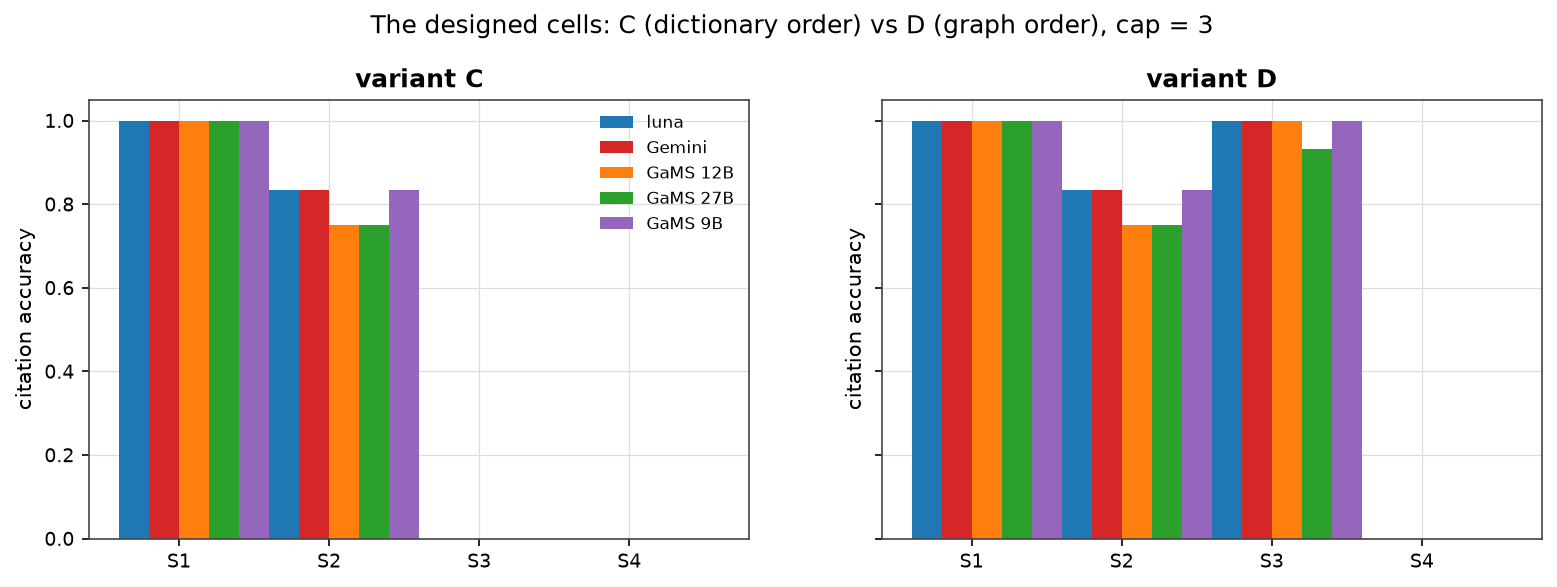 The designed cells: C (dictionary order) vs D (graph order), cap = 3
variant C
variant D
citation accuracy
1.0
0.8
0.6
0.4
0.2
0.0
luna
Gemini
GaMS 12B
GaMS 27B
GaMS 9B
S1 S2 S3 S4
citation accuracy
S1 S2 S3 S4